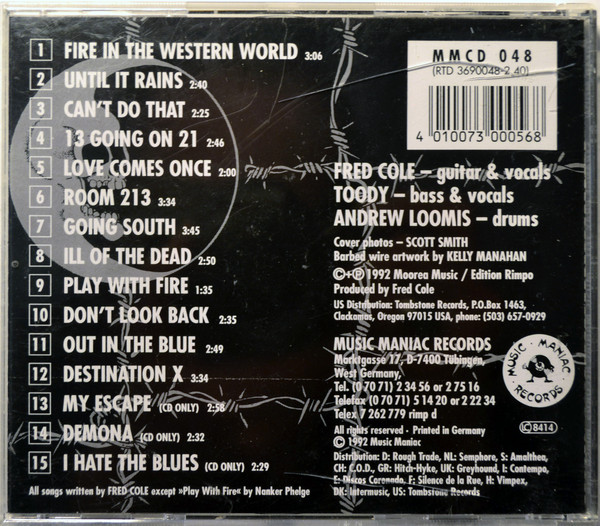 1 FIRE IN THE WESTERN WORLD 3:06
2 UNTIL IT RAINS 2:40
3 CAN'T DO THAT 2:25
4 13 GOING ON 21 2:46
5 LOVE COMES ONCE 2:00
6 ROOM 213 3:34
7 GOING SOUTH 3:45
8 ILL OF THE DEAD 2:50
9 PLAY WITH FIRE 1:35
10 DON'T LOOK BACK 2:35
11 OUT IN THE BLUE 2:49
12 DESTINATION X 3:34
13 MY ESCAPE (CD ONLY) 2:58
14 DEMONA (CD ONLY) 2:32
15 I HATE THE BLUES (CD ONLY) 2:29
All songs written by FRED COLE except »Play With Fire« by Nanker Phelge
MMCD 048
(RTD 3690048-2 40)
4 010073 000568
FRED COLE – guitar & vocals
TOODY – bass & vocals
ANDREW LOOMIS – drums
Cover photos – SCOTT SMITH
Barbed wire artwork by KELLY MANAHAN
©+℗ 1992 Moorea Music / Edition Rimpo
Produced by Fred Cole
US Distribution: Tombstone Records, P.O.Box 1463,
Clackamas, Oregon 97015 USA, phone: (503) 657-0929
MUSIC MANIAC RECORDS
Marktgasse 17, D-7400 Tübingen,
West Germany,
Tel. (0 70 71) 2 34 56 or 2 75 16
Telefax (0 70 71) 5 14 20 or 2 22 34
Telex 7 262 779 rimp d
All rights reserved · Printed in Germany
© 1992 Music Maniac
MUSIC · MANIAC · RECORDS ·
LC 8414
Distribution: D: Rough Trade, NL: Semphore, S: Amalthea,
CH: C.O.D., GR: Hitch-Hyke, UK: Greyhound, I: Contempo,
E: Discos Caronada, F: Silence de la Rue, H: Vimpex,
DK: Intermusic, US: Tombstone Records